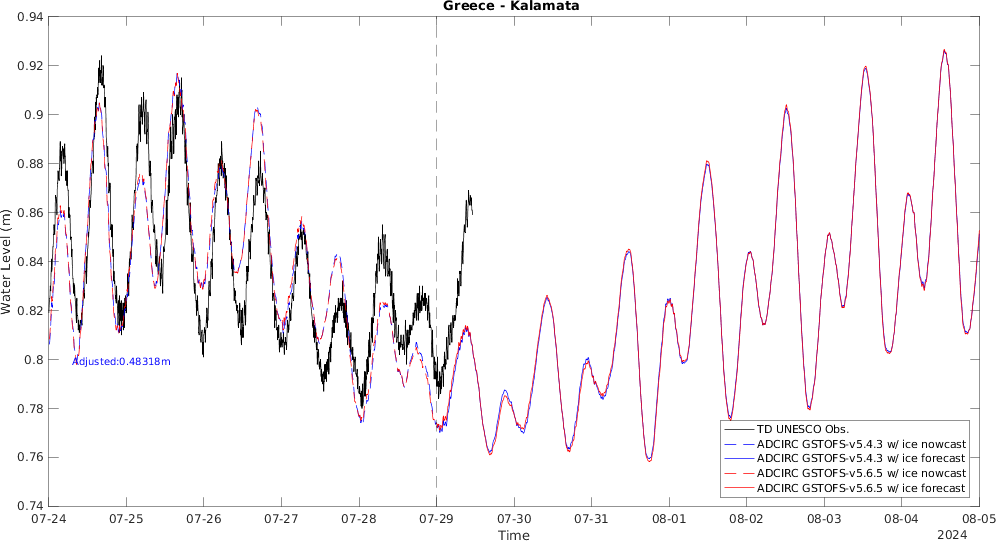 Greece - Kalamata
0.94
0.92
0.9
0.88
0.86
0.84
0.82
0.8
0.78
0.76
0.74
Water Level (m)
Adjusted:0.48318m
TD UNESCO Obs.
ADCIRC GSTOFS-v5.4.3 w/ ice nowcast
ADCIRC GSTOFS-v5.4.3 w/ ice forecast
ADCIRC GSTOFS-v5.6.5 w/ ice nowcast
ADCIRC GSTOFS-v5.6.5 w/ ice forecast
07-24 07-25 07-26 07-27 07-28 07-29 07-30 07-31 08-01 08-02 08-03 08-04 08-05
Time
2024